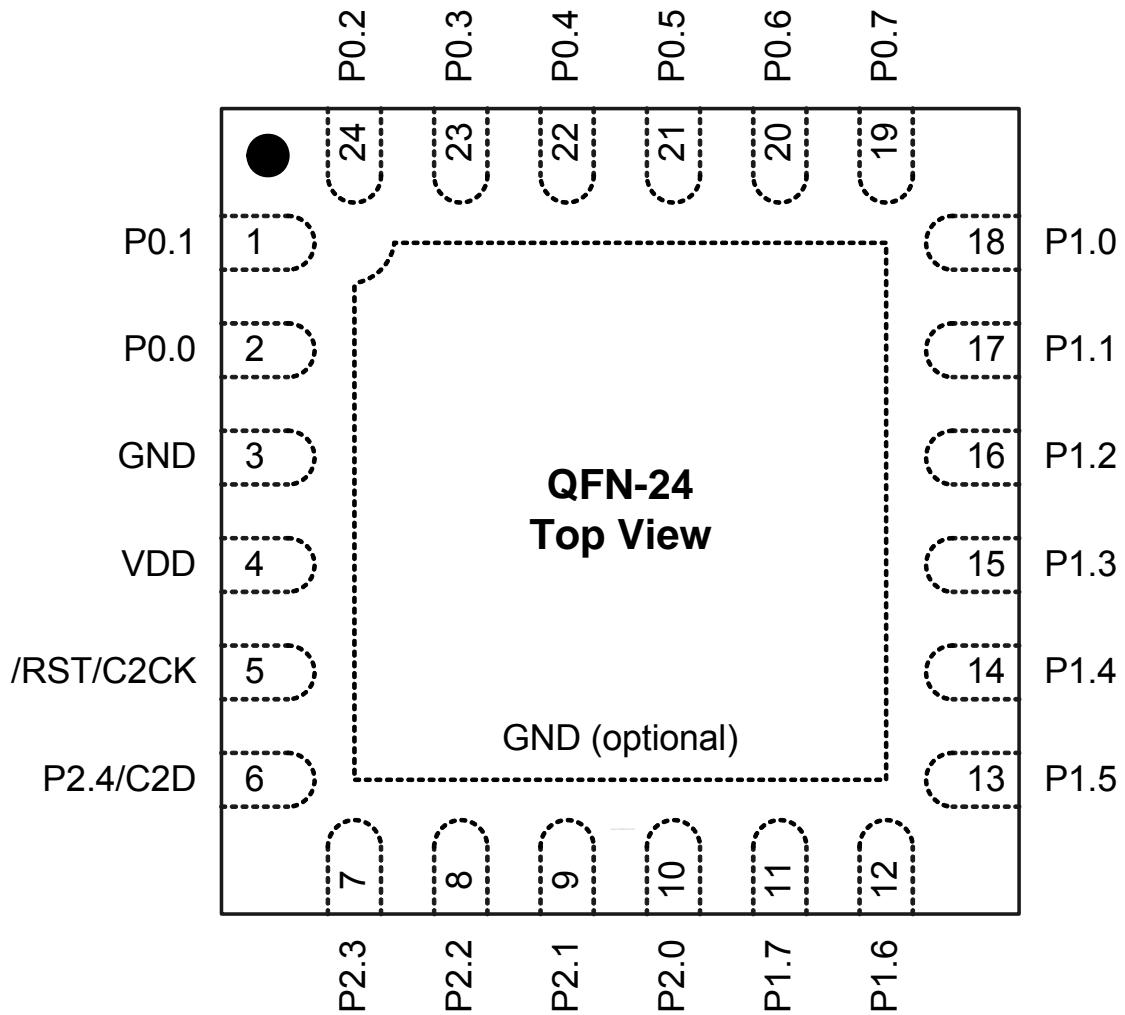 P0.2
P0.3
P0.4
P0.5
P0.6
P0.7
24
23
22
21
20
19
P0.1
1
18
P1.0
P0.0
2
17
P1.1
GND
3
16
P1.2
QFN-24
Top View
VDD
4
15
P1.3
/RST/C2CK
5
14
P1.4
GND (optional)
P2.4/C2D
6
13
P1.5
7
8
9
10
11
12
P2.3
P2.2
P2.1
P2.0
P1.7
P1.6